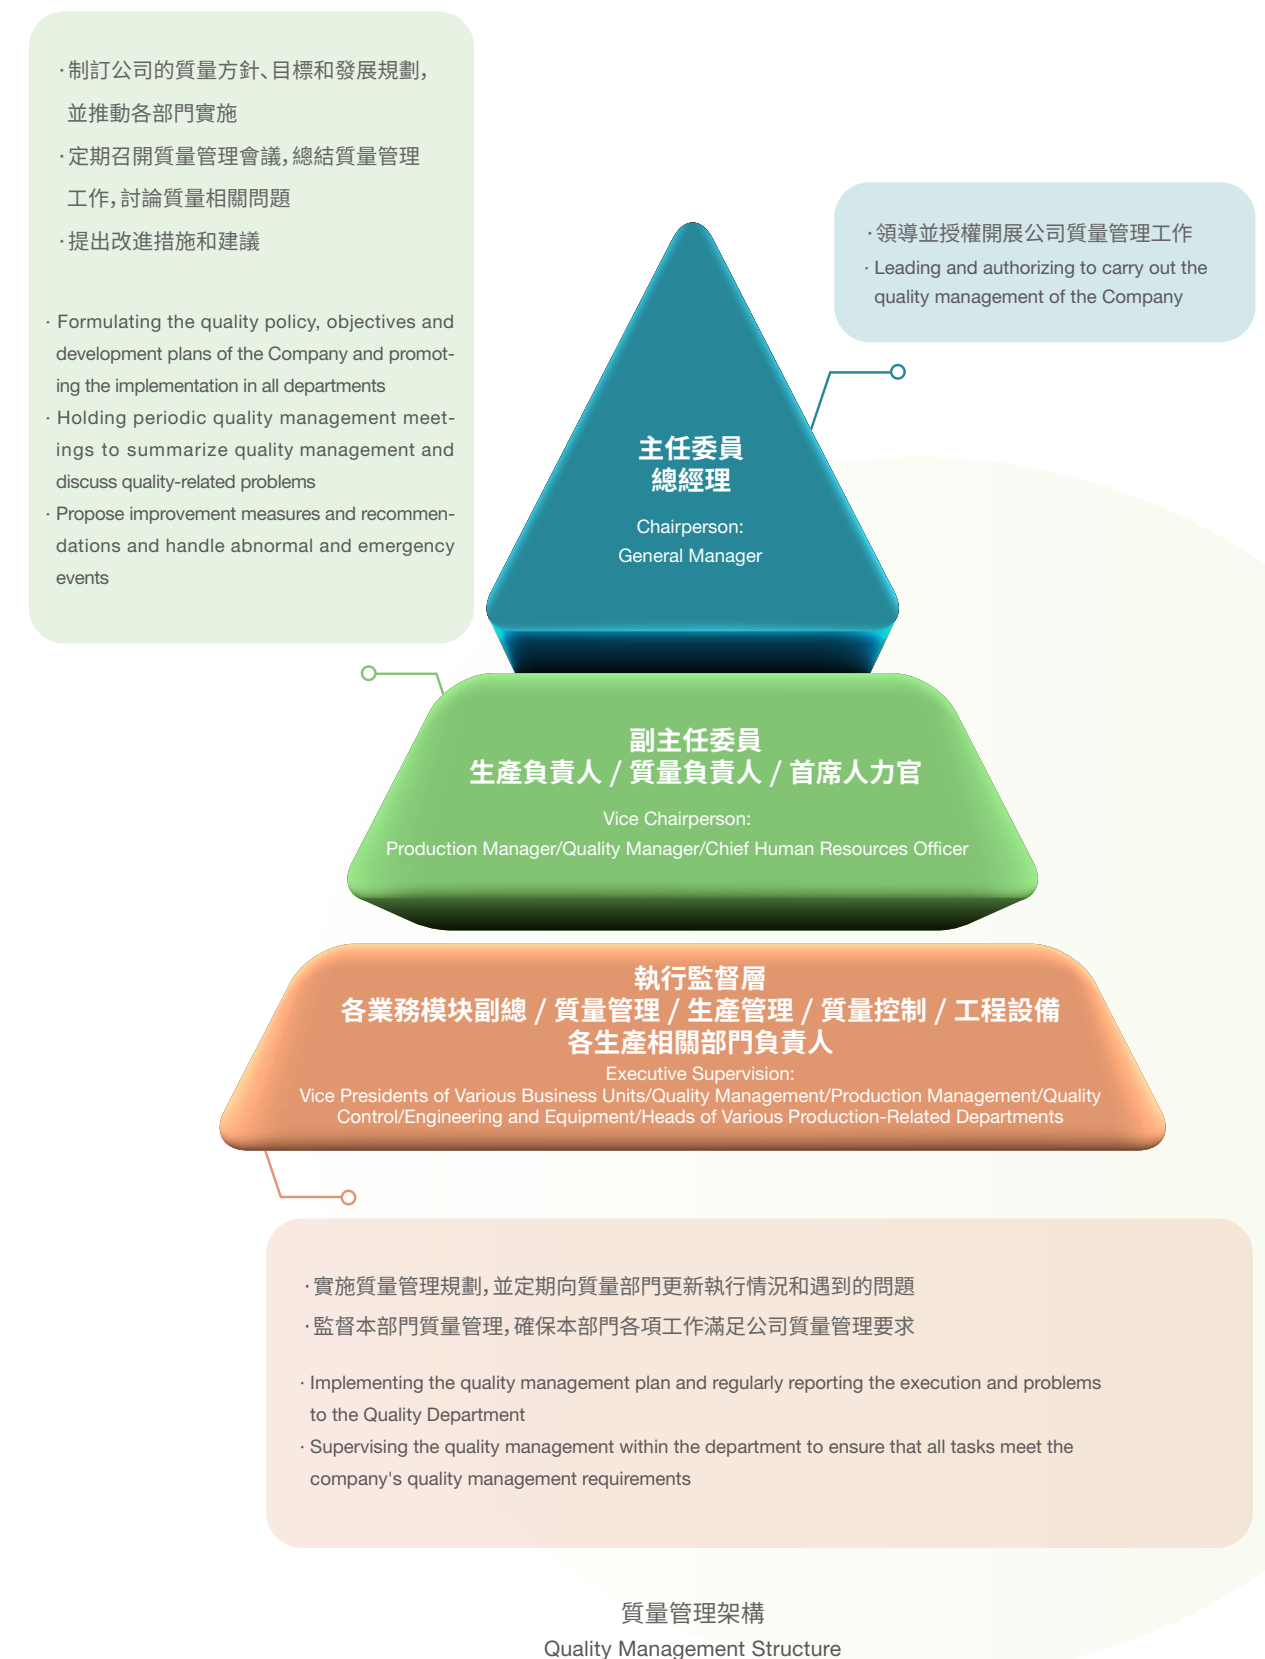 ·制訂公司的質量方針、目標和發展規劃，
並推動各部門實施
·定期召開質量管理會議，總結質量管理
工作，討論質量相關問題
·提出改進措施和建議
· Formulating the quality policy, objectives and
development plans of the Company and promot-
ing the implementation in all departments
· Holding periodic quality management meet-
ings to summarize quality management and
discuss quality-related problems
· Propose improvement measures and recommen-
dations and handle abnormal and emergency
events
·領導並授權開展公司質量管理工作
· Leading and authorizing to carry out the
quality management of the Company
主任委員
總經理
Chairperson:
General Manager
副主任委員
生產負責人 / 質量負責人 / 首席人力官
Vice Chairperson:
Production Manager/Quality Manager/Chief Human Resources Officer
執行監督層
各業務模块副總 / 質量管理 / 生產管理 / 質量控制 / 工程設備
各生產相關部門負責人
Executive Supervision:
Vice Presidents of Various Business Units/Quality Management/Production Management/Quality
Control/Engineering and Equipment/Heads of Various Production-Related Departments
·實施質量管理規劃，並定期向質量部門更新執行情況和遇到的問題
·監督本部門質量管理，確保本部門各項工作滿足公司質量管理要求
· Implementing the quality management plan and regularly reporting the execution and problems
to the Quality Department
· Supervising the quality management within the department to ensure that all tasks meet the
company's quality management requirements
質量管理架構
Quality Management Structure